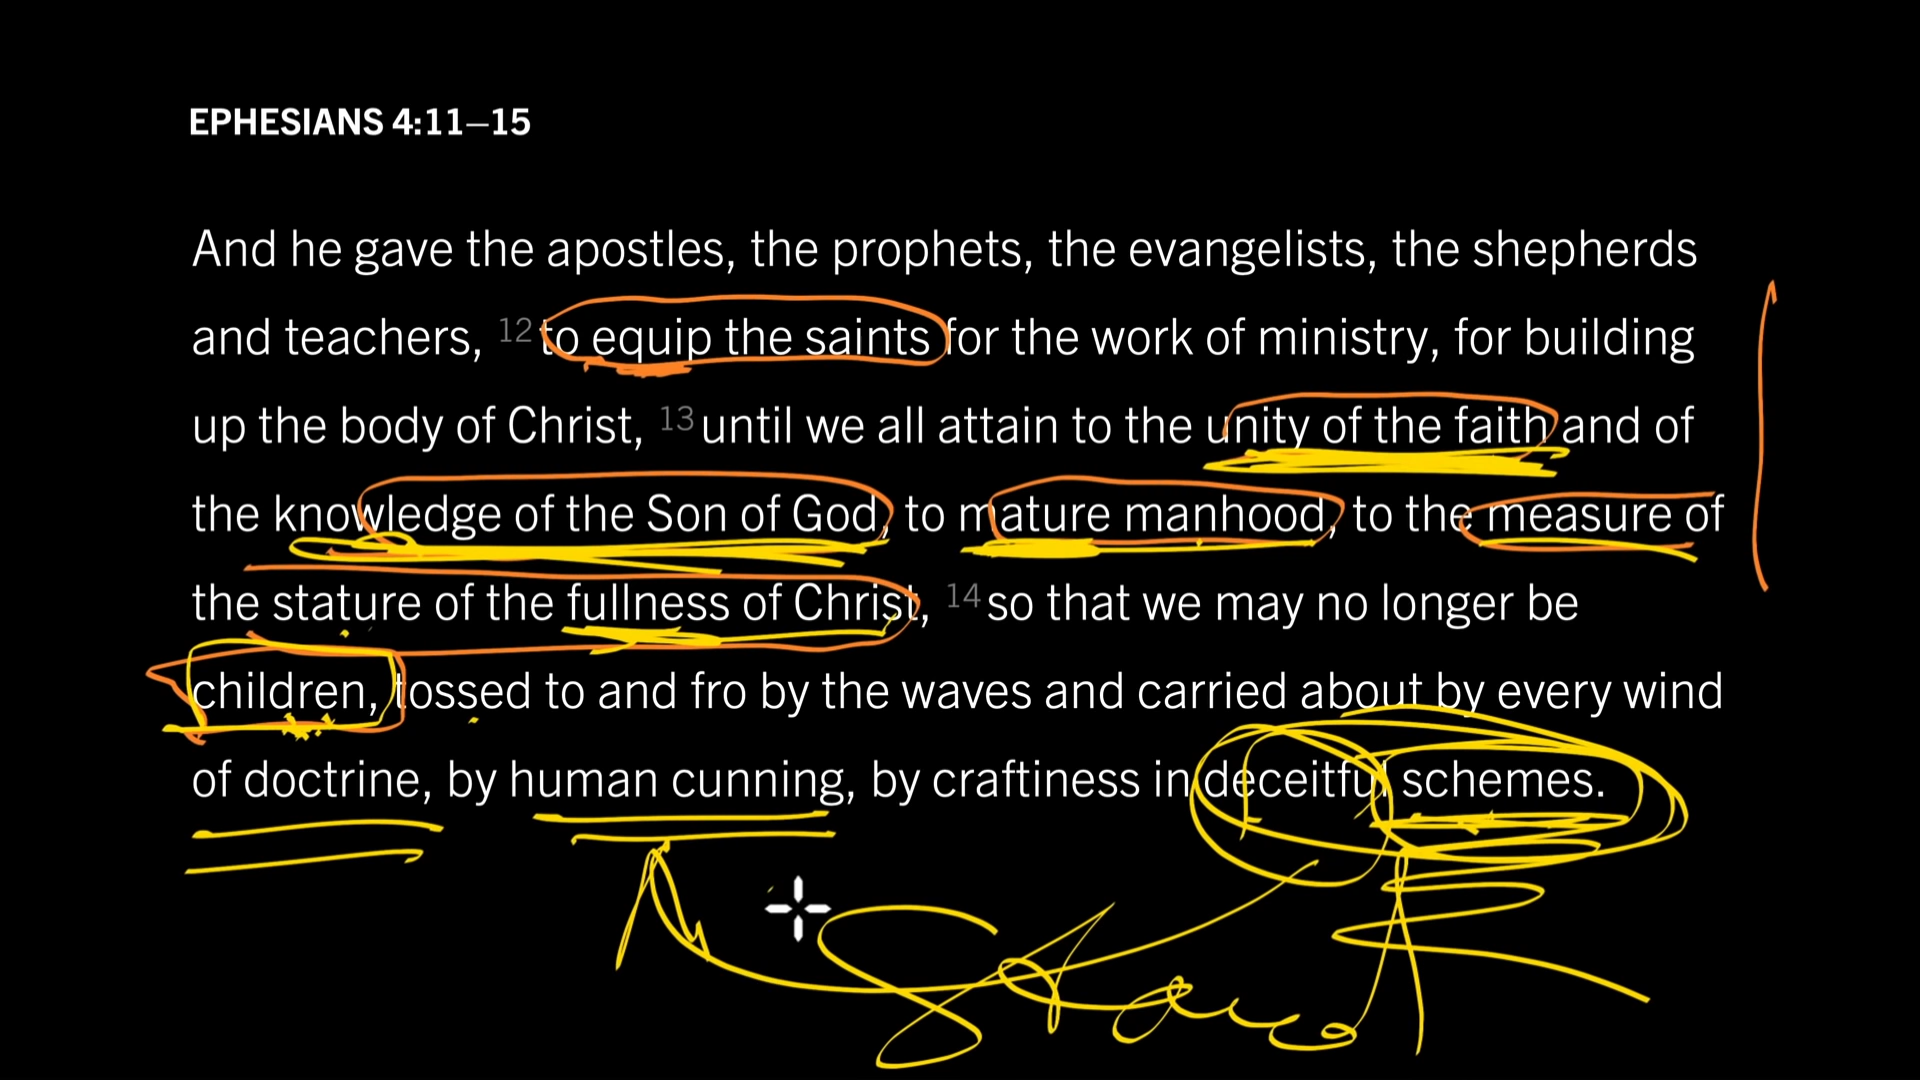 EPHESIANS 4:11–15
And he gave the apostles, the prophets, the evangelists, the shepherds
and teachers, 12 to equip the saints for the work of ministry, for building
up the body of Christ, 13 until we all attain to the unity of the faith and of
the knowledge of the Son of God, to mature manhood, to the measure of
the stature of the fullness of Christ, 14 so that we may no longer be
children, tossed to and fro by the waves and carried about by every wind
of doctrine, by human cunning, by craftiness in deceitful schemes.